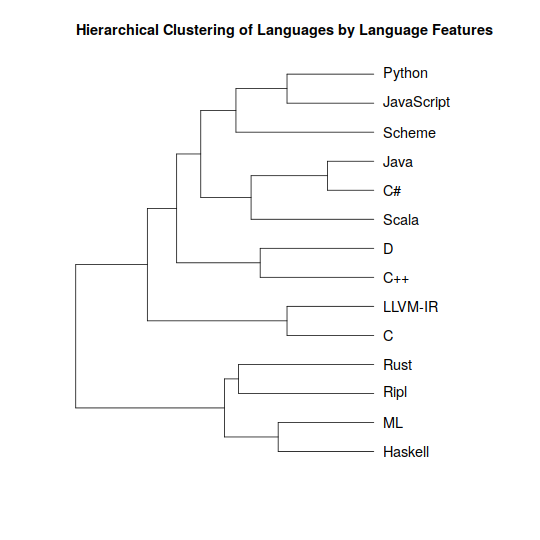 Hierarchical Clustering of Languages by Language Features
Python
JavaScript
Scheme
Java
C#
Scala
D
C++
LLVM-IR
C
Rust
Ripl
ML
Haskell